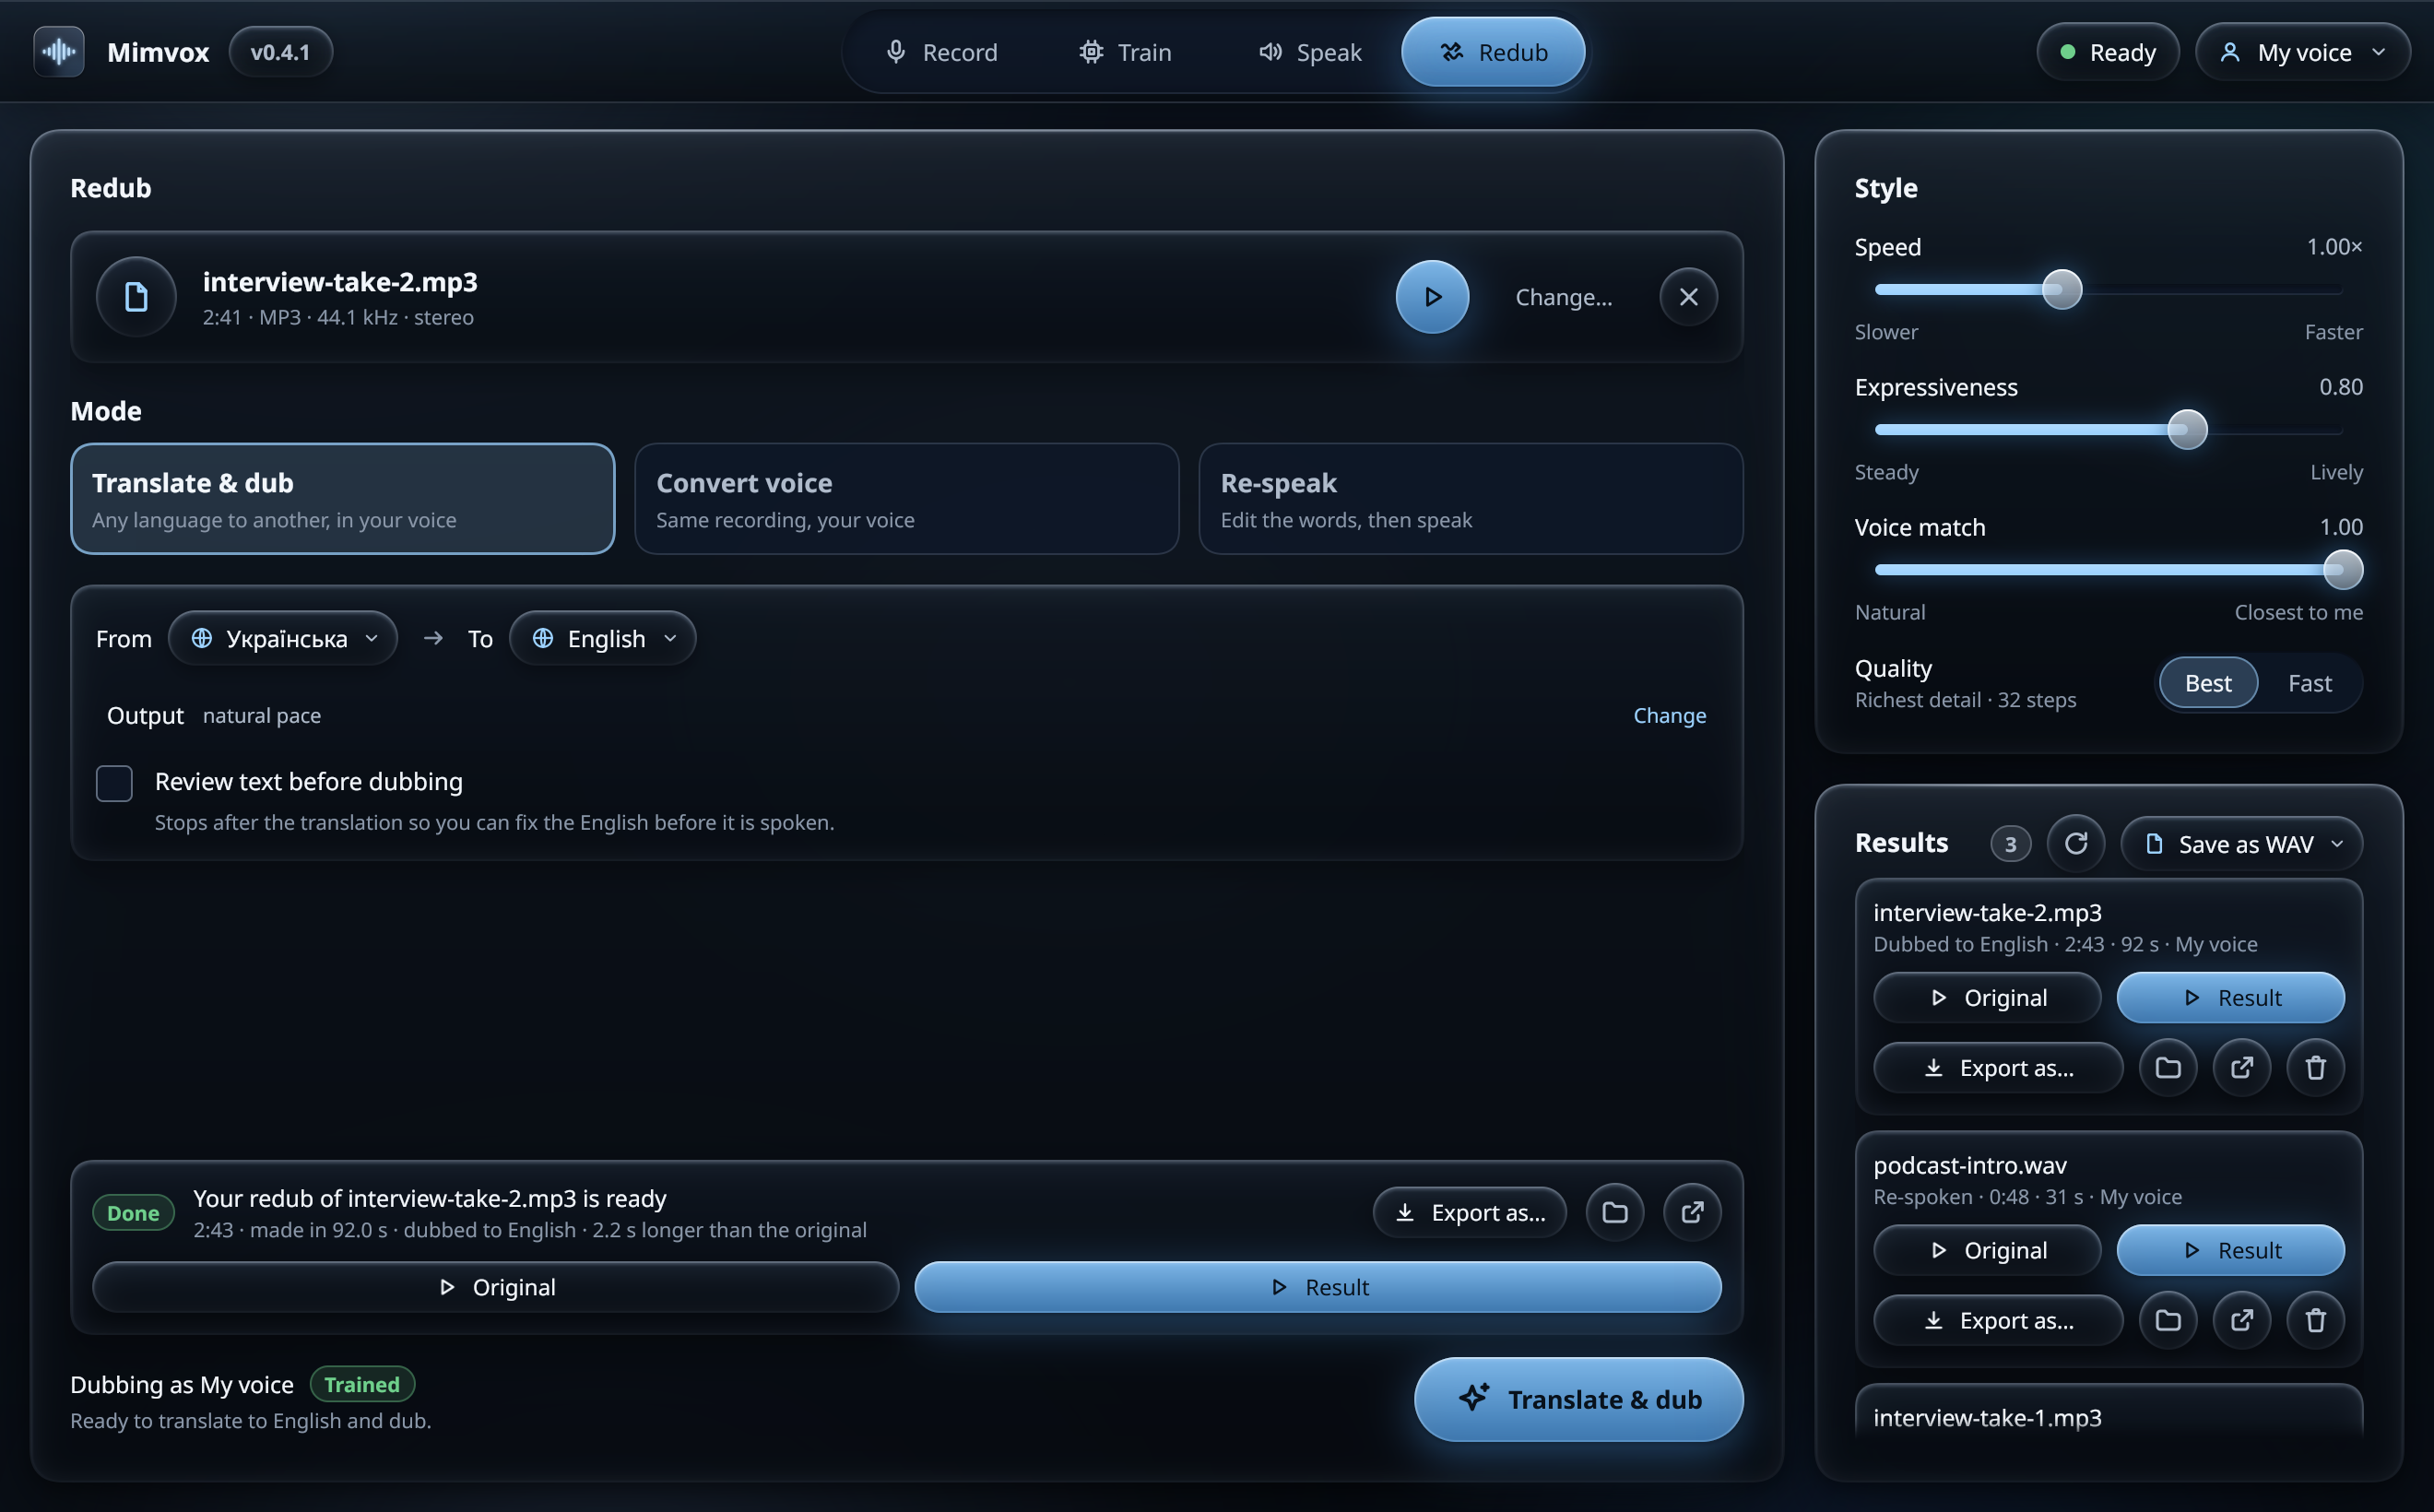 Mimvox
v0.4.1
Record
Train
Speak
Redub
Ready
My voice
Redub
interview-take-2.mp3
2:41 · MP3 · 44.1 kHz · stereo
Change...
Mode
Translate & dub
Any language to another, in your voice
Convert voice
Same recording, your voice
Re-speak
Edit the words, then speak
From
Українська
To
English
Output natural pace
Change
Review text before dubbing
Stops after the translation so you can fix the English before it is spoken.
Done
Your redub of interview-take-2.mp3 is ready
2:43 · made in 92.0 s · dubbed to English · 2.2 s longer than the original
Export as...
Original
Result
Dubbing as My voice
Trained
Ready to translate to English and dub.
Translate & dub
Style
Speed
1.00×
Slower
Faster
Expressiveness
0.80
Steady
Lively
Voice match
1.00
Natural
Closest to me
Quality
Richest detail · 32 steps
Best
Fast
Results
3
Save as WAV
interview-take-2.mp3
Dubbed to English · 2:43 · 92 s · My voice
Original
Result
Export as...
podcast-intro.wav
Re-spoken · 0:48 · 31 s · My voice
Original
Result
Export as...
interview-take-1.mp3